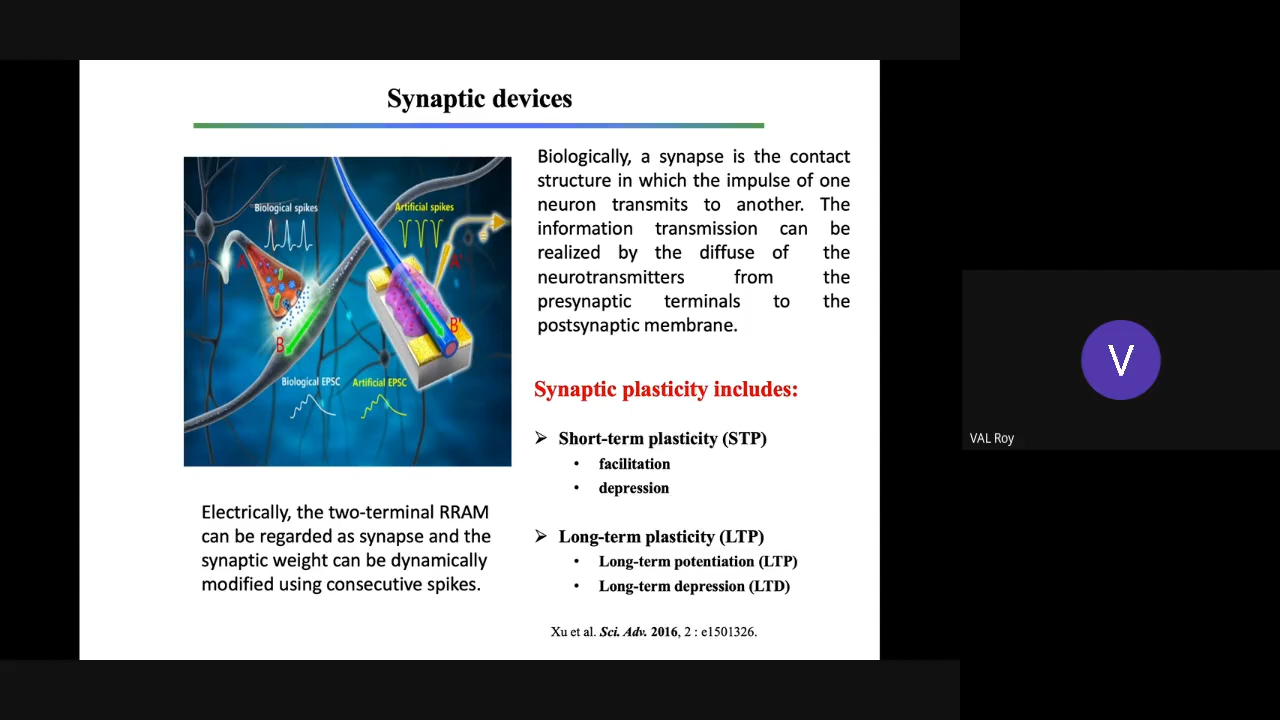 Synaptic devices
Biological spikes
Artificial spikes
A
A'
B
B'
Biological EPSC
Artificial EPSC
Electrically, the two-terminal RRAM
can be regarded as synapse and the
synaptic weight can be dynamically
modified using consecutive spikes.
Biologically, a synapse is the contact
structure in which the impulse of one
neuron transmits to another. The
information transmission can be
realized by the diffuse of the
neurotransmitters from the
presynaptic terminals to the
postsynaptic membrane.
Synaptic plasticity includes:
➢ Short-term plasticity (STP)
• facilitation
• depression
➢ Long-term plasticity (LTP)
• Long-term potentiation (LTP)
• Long-term depression (LTD)
Xu et al. Sci. Adv. 2016, 2 : e1501326.
V
VAL Roy